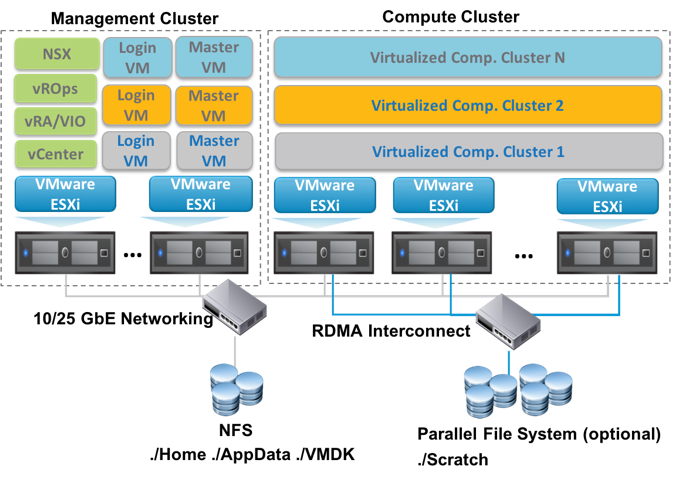 Management Cluster
Compute Cluster
NSX
vROps
vRA/VIO
vCenter
Login
VM
Master
VM
Login
VM
Master
VM
Login
VM
Master
VM
Virtualized Comp. Cluster N
Virtualized Comp. Cluster 2
Virtualized Comp. Cluster 1
VMware
ESXi
VMware
ESXi
VMware
ESXi
VMware
ESXi
VMware
ESXi
...
...
10/25 GbE Networking
RDMA Interconnect
NFS
./Home ./AppData ./VMDK
Parallel File System (optional)
./Scratch